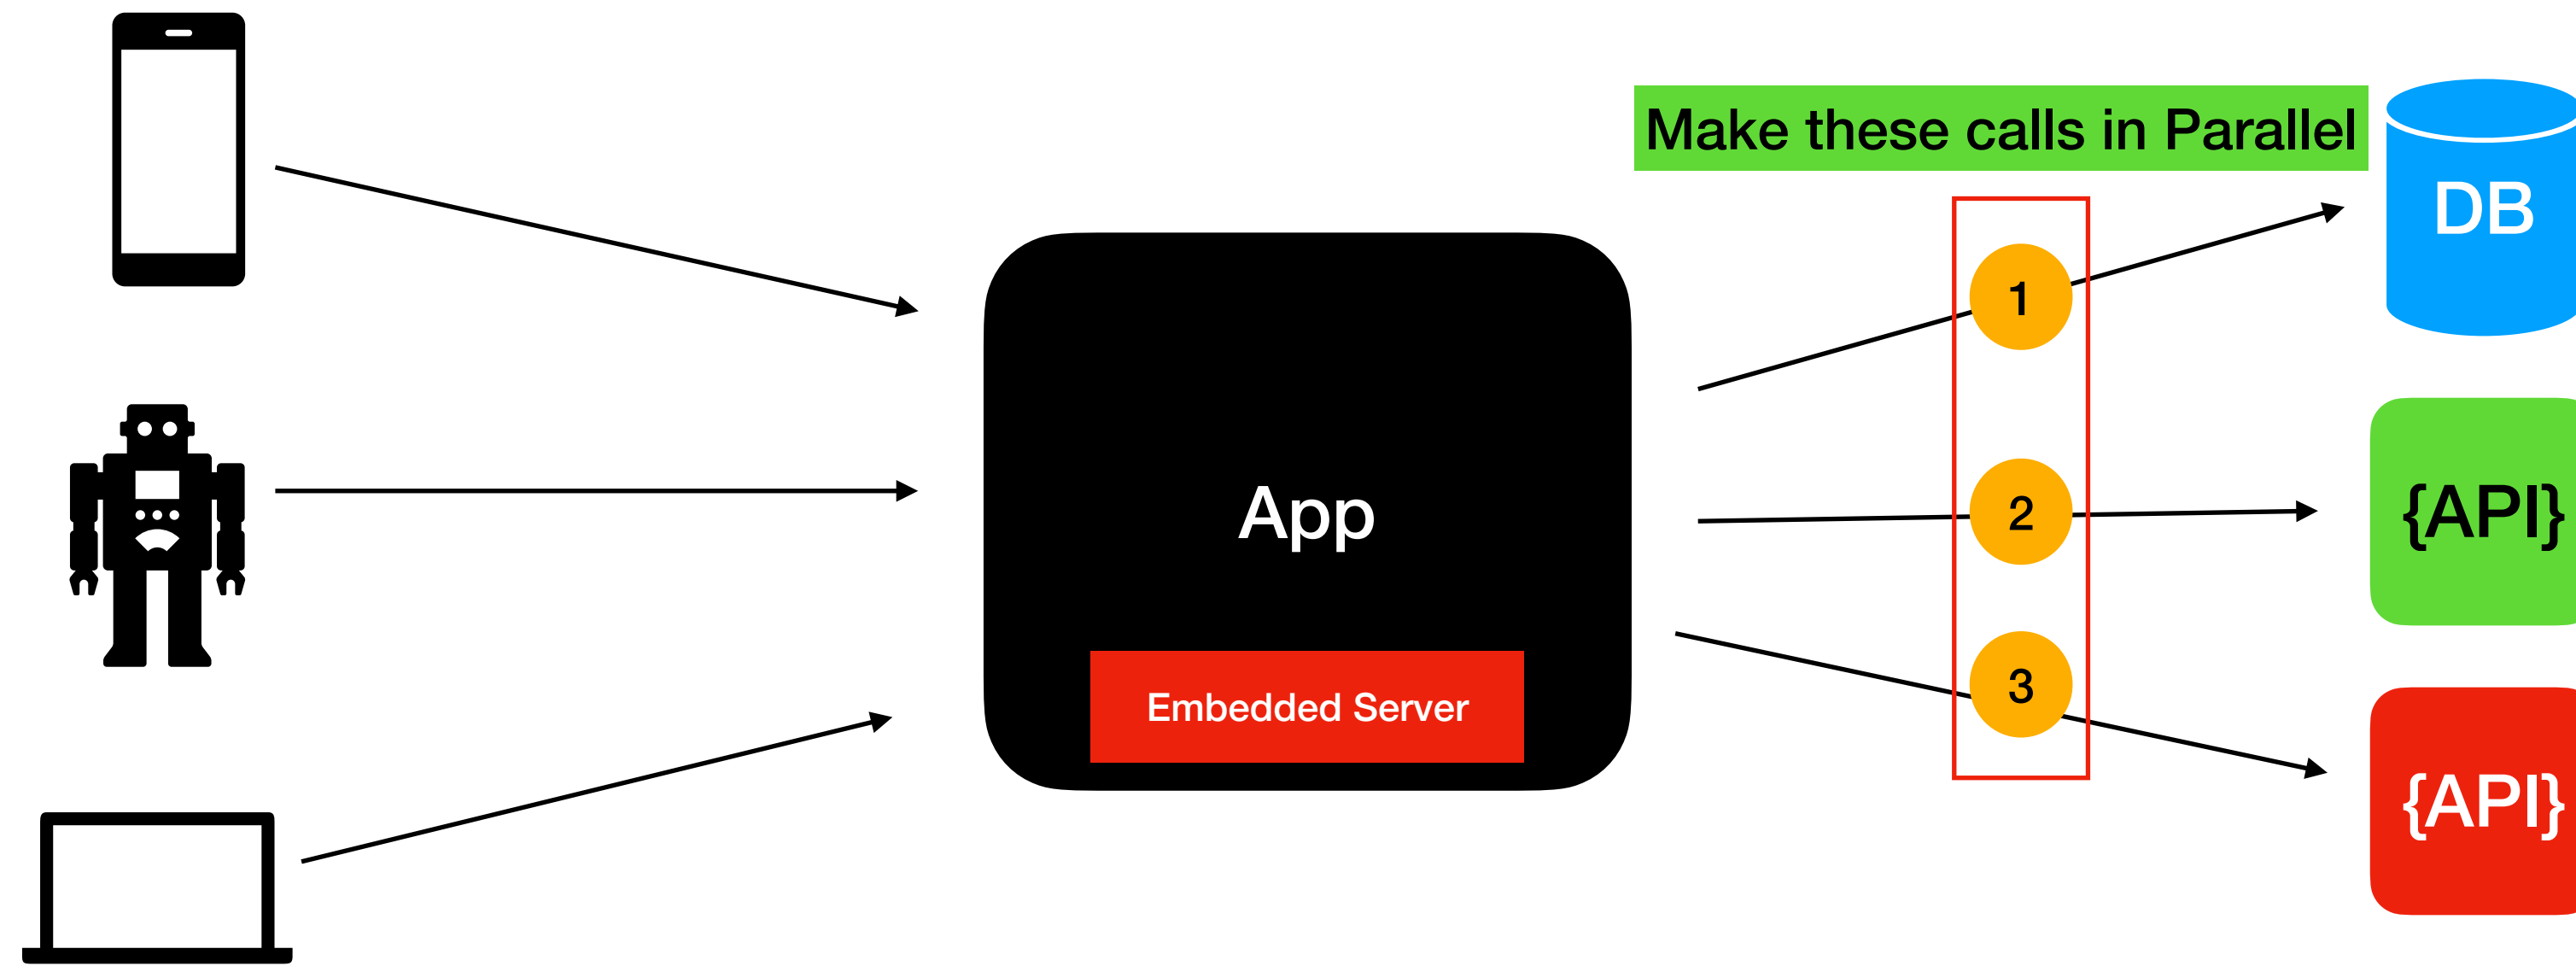 Make these calls in Parallel
DB
1
App
2
{API}
Embedded Server
3
{API}